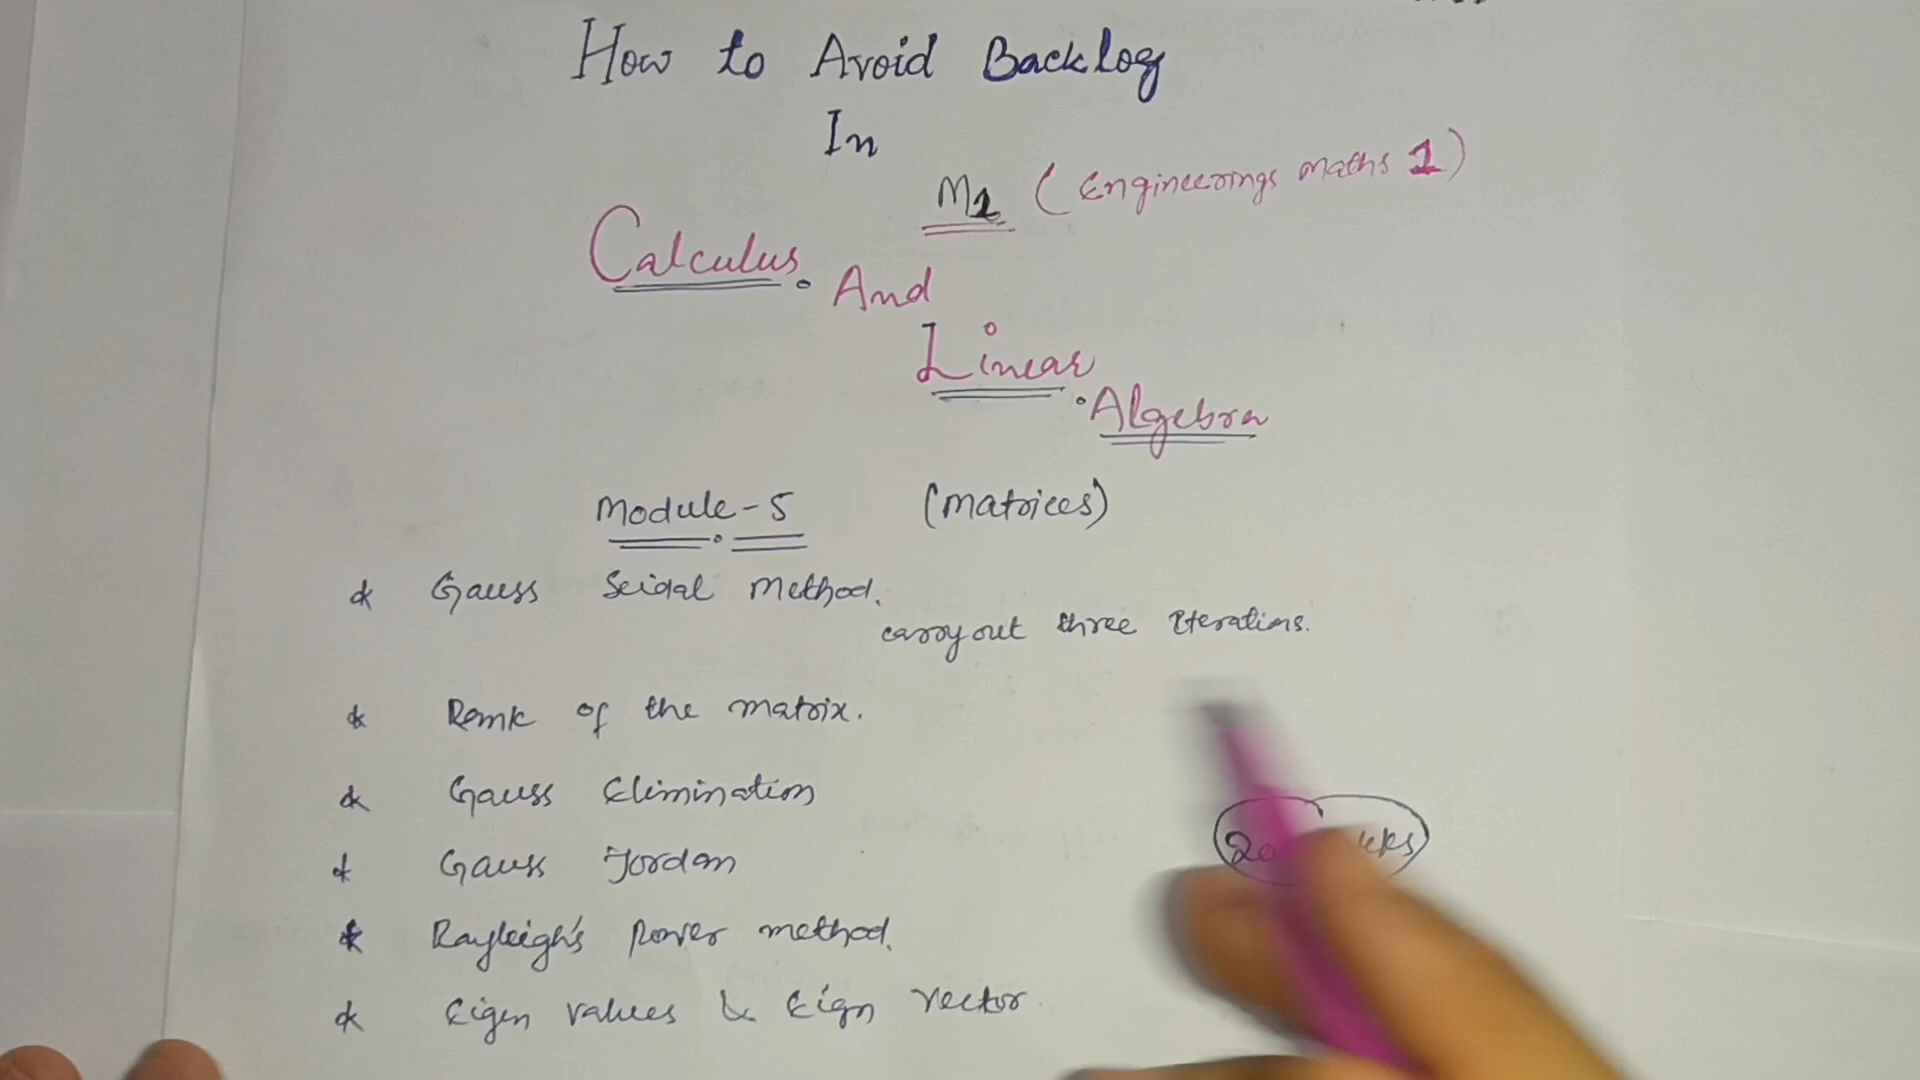 How to Avoid Backlog
In
M1 (Engineerings maths 1)
Calculus And
Linear
Algebra
Module-5 (Matrices)
* Gauss Seidal Method.
carry out three Iterations.
* Rank of the matrix.
* Gauss Elimination
* Gauss Jordan
* Rayleigh's Power method.
* Eigen values & Eign vector